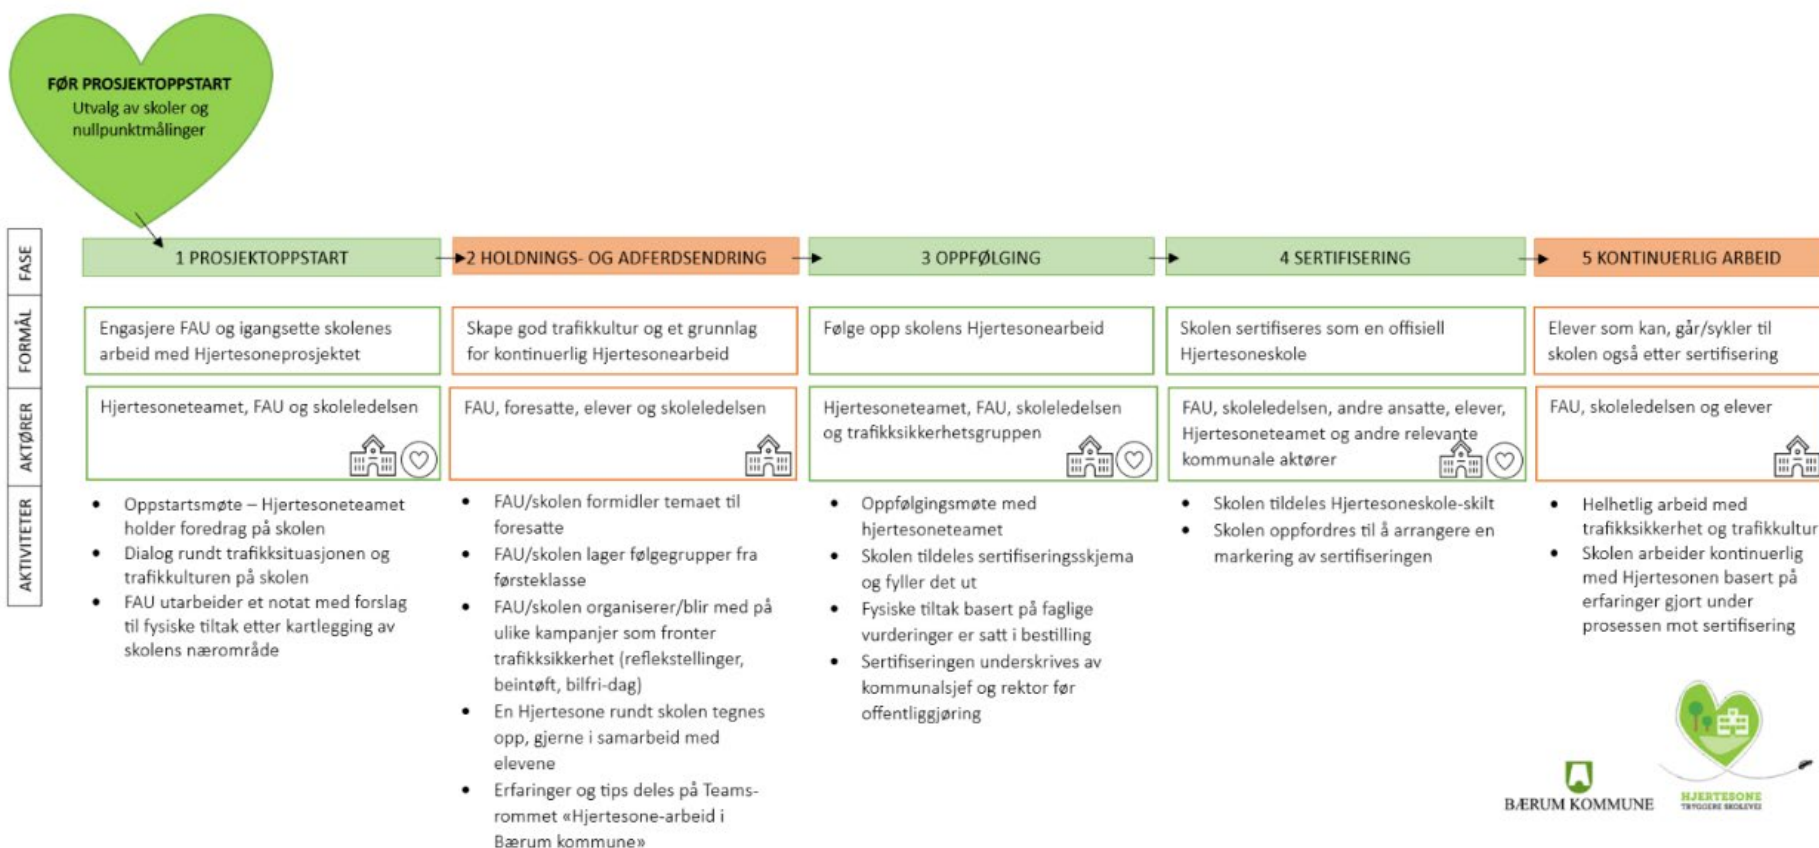 FØR PROSJEKTOPPSTART
Utvalg av skoler og
nullpunktmålinger
FASE
1 PROSJEKTOPPSTART
2 HOLDNINGS- OG ADFERDSENDRING
3 OPPFØLGING
4 SERTIFISERING
5 KONTINUERLIG ARBEID
FORMÅL
Engasjere FAU og igangsette skolenes
arbeid med Hjertesoneprosjektet
Skape god trafikkultur og et grunnlag
for kontinuerlig Hjertesonearbeid
Følge opp skolens Hjertesonearbeid
Skolen sertifiseres som en offisiell
Hjertesoneskole
Elever som kan, går/sykler til
skolen også etter sertifisering
AKTØRER
Hjertesoneteamet, FAU og skoleledelsen
FAU, foresatte, elever og skoleledelsen
Hjertesoneteamet, FAU, skoleledelsen
og trafikksikkerhetsgruppen
FAU, skoleledelsen, andre ansatte, elever,
Hjertesoneteamet og andre relevante
kommunale aktører
FAU, skoleledelsen og elever
AKTIVITETER
• Oppstartsmøte – Hjertesoneteamet
holder foredrag på skolen
• Dialog rundt trafikksituasjonen og
trafikkulturen på skolen
• FAU utarbeider et notat med forslag
til fysiske tiltak etter kartlegging av
skolens nærområde
• FAU/skolen formidler temaet til
foresatte
• FAU/skolen lager følgegrupper fra
førsteklasse
• FAU/skolen organiserer/blir med på
ulike kampanjer som fronter
trafikksikkerhet (reflekstellinger,
beintøft, bilfri-dag)
• En Hjertesone rundt skolen tegnes
opp, gjerne i samarbeid med
elevene
• Erfaringer og tips deles på Teams-
rommet «Hjertesone-arbeid i
Bærum kommune»
• Oppfølgingsmøte med
hjertesoneteamet
• Skolen tildeles sertifiseringsskjema
og fyller det ut
• Fysiske tiltak basert på faglige
vurderinger er satt i bestilling
• Sertifiseringen underskrives av
kommunalsjef og rektor før
offentliggjøring
• Skolen tildeles Hjertesoneskole-skilt
• Skolen oppfordres til å arrangere en
markering av sertifiseringen
• Helhetlig arbeid med
trafikksikkerhet og trafikkultur
• Skolen arbeider kontinuerlig
med Hjertesonen basert på
erfaringer gjort under
prosessen mot sertifisering
BÆRUM KOMMUNE
HJERTESONE
TRYGGERE SKOLEVEI